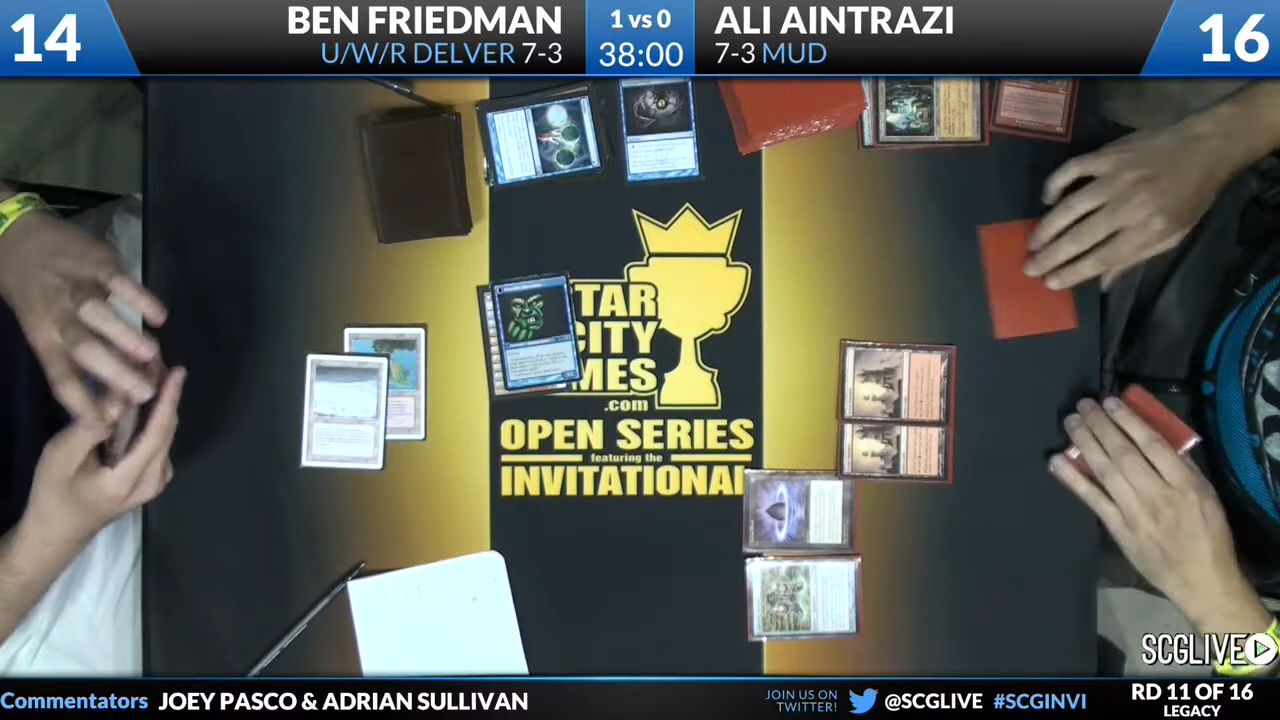 14
BEN FRIEDMAN
U/W/R DELVER 7-3
1 vs 0
38:00
ALI AINTRAZI
7-3 MUD
16
TAR
CITY
MES
.com
OPEN SERIES
featuring the
INVITATIONAL
SCGLIVE
Commentators JOEY PASCO & ADRIAN SULLIVAN
JOIN US ON
TWITTER!
@SCGLIVE #SCGINVI
RD 11 OF 16
LEGACY